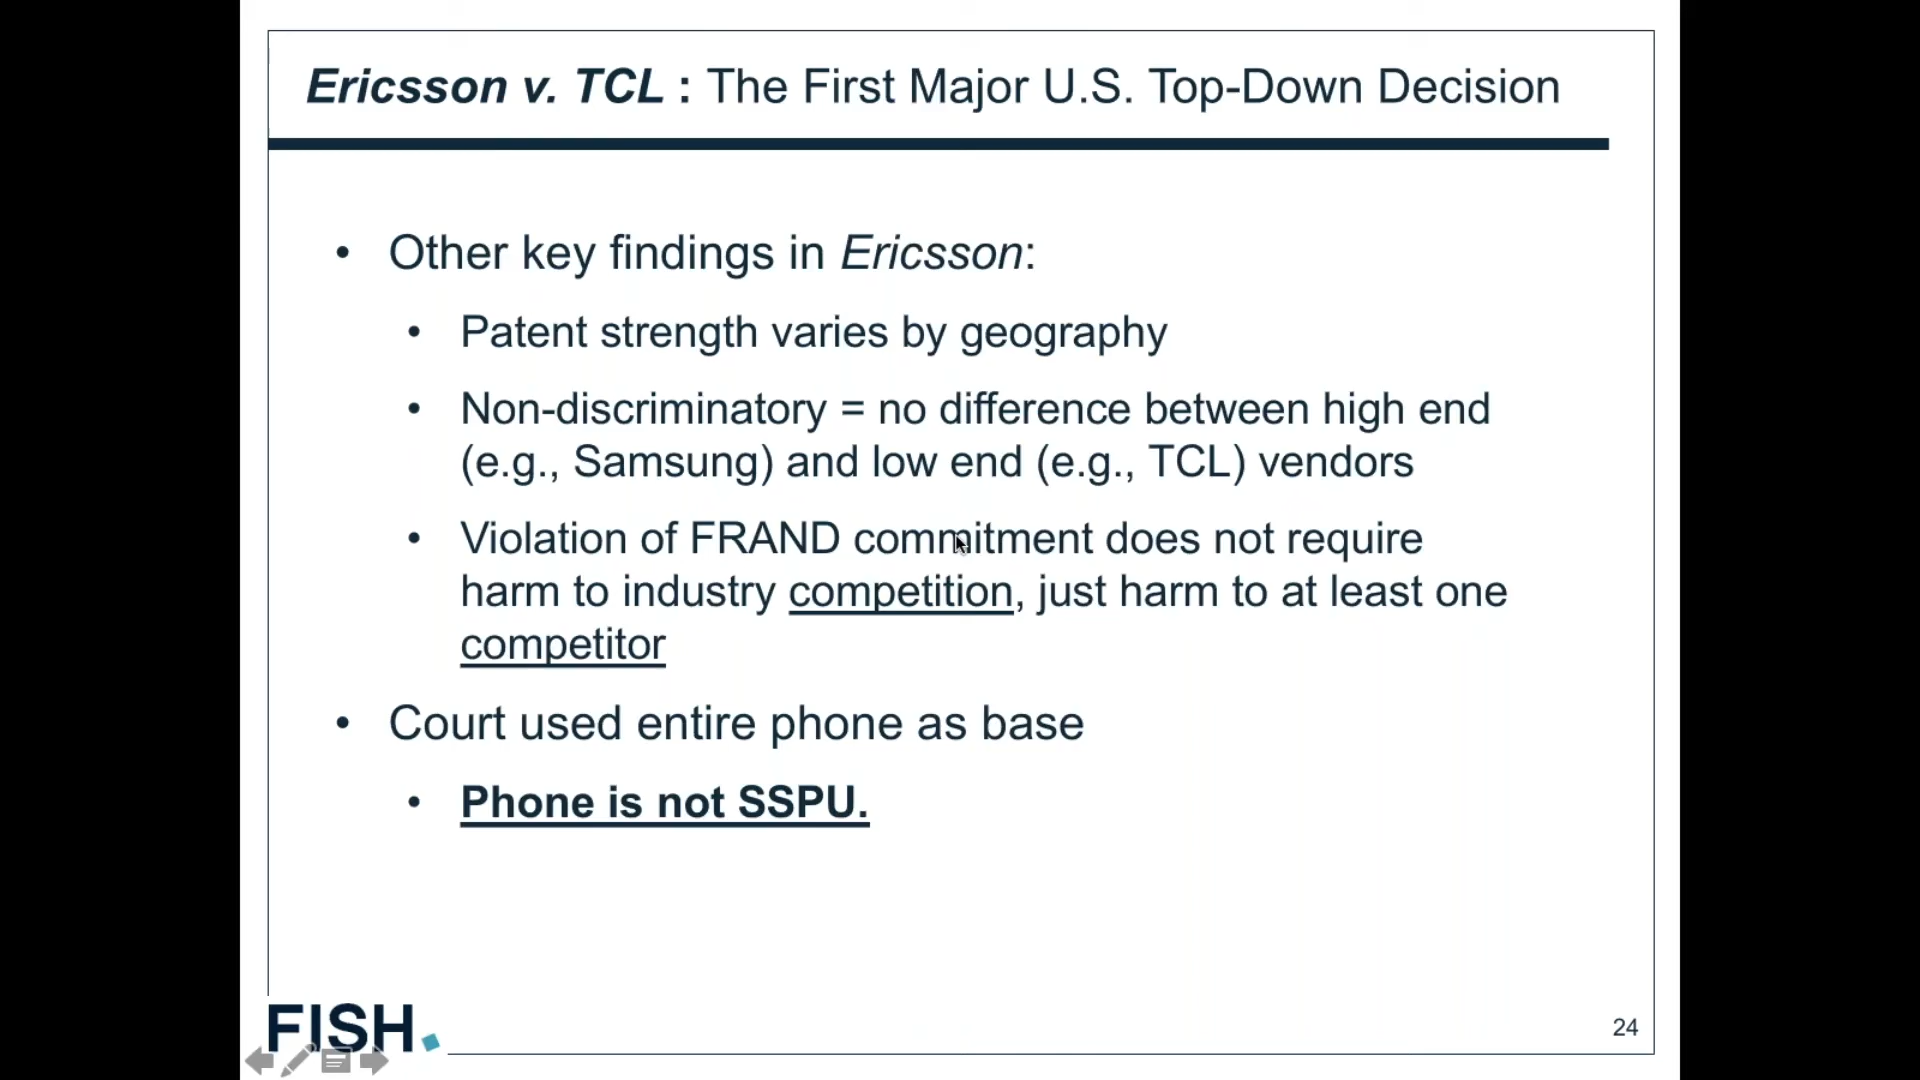 Ericsson v. TCL : The First Major U.S. Top-Down Decision
• Other key findings in Ericsson:
• Patent strength varies by geography
• Non-discriminatory = no difference between high end
(e.g., Samsung) and low end (e.g., TCL) vendors
• Violation of FRAND commitment does not require
harm to industry competition, just harm to at least one
competitor
• Court used entire phone as base
• Phone is not SSPU.
FISH.
24